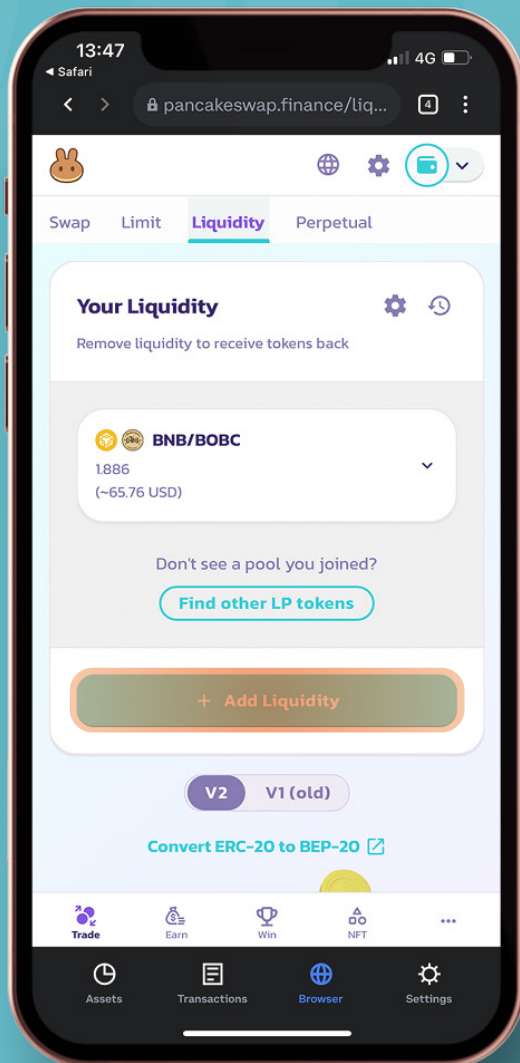 13:47
4G
◀ Safari
pancakeswap.finance/liq...
4
Swap Limit Liquidity Perpetual
Your Liquidity
Remove liquidity to receive tokens back
BNB/BOBC
1.886
(~65.76 USD)
Don't see a pool you joined?
Find other LP tokens
+ Add Liquidity
V2 V1 (old)
Convert ERC-20 to BEP-20
Trade Earn Win NFT ...
Assets Transactions Browser Settings